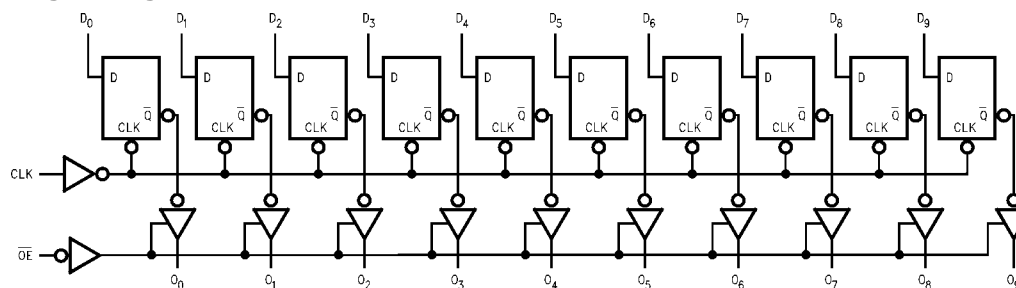 D0 D1 D2 D3 D4 D5 D6 D7 D8 D9
D D D D D D D D D D
Q̅ Q̅ Q̅ Q̅ Q̅ Q̅ Q̅ Q̅ Q̅ Q̅
CLK CLK CLK CLK CLK CLK CLK CLK CLK CLK
CLK
O̅E̅
O0 O1 O2 O3 O4 O5 O6 O7 O8 O9